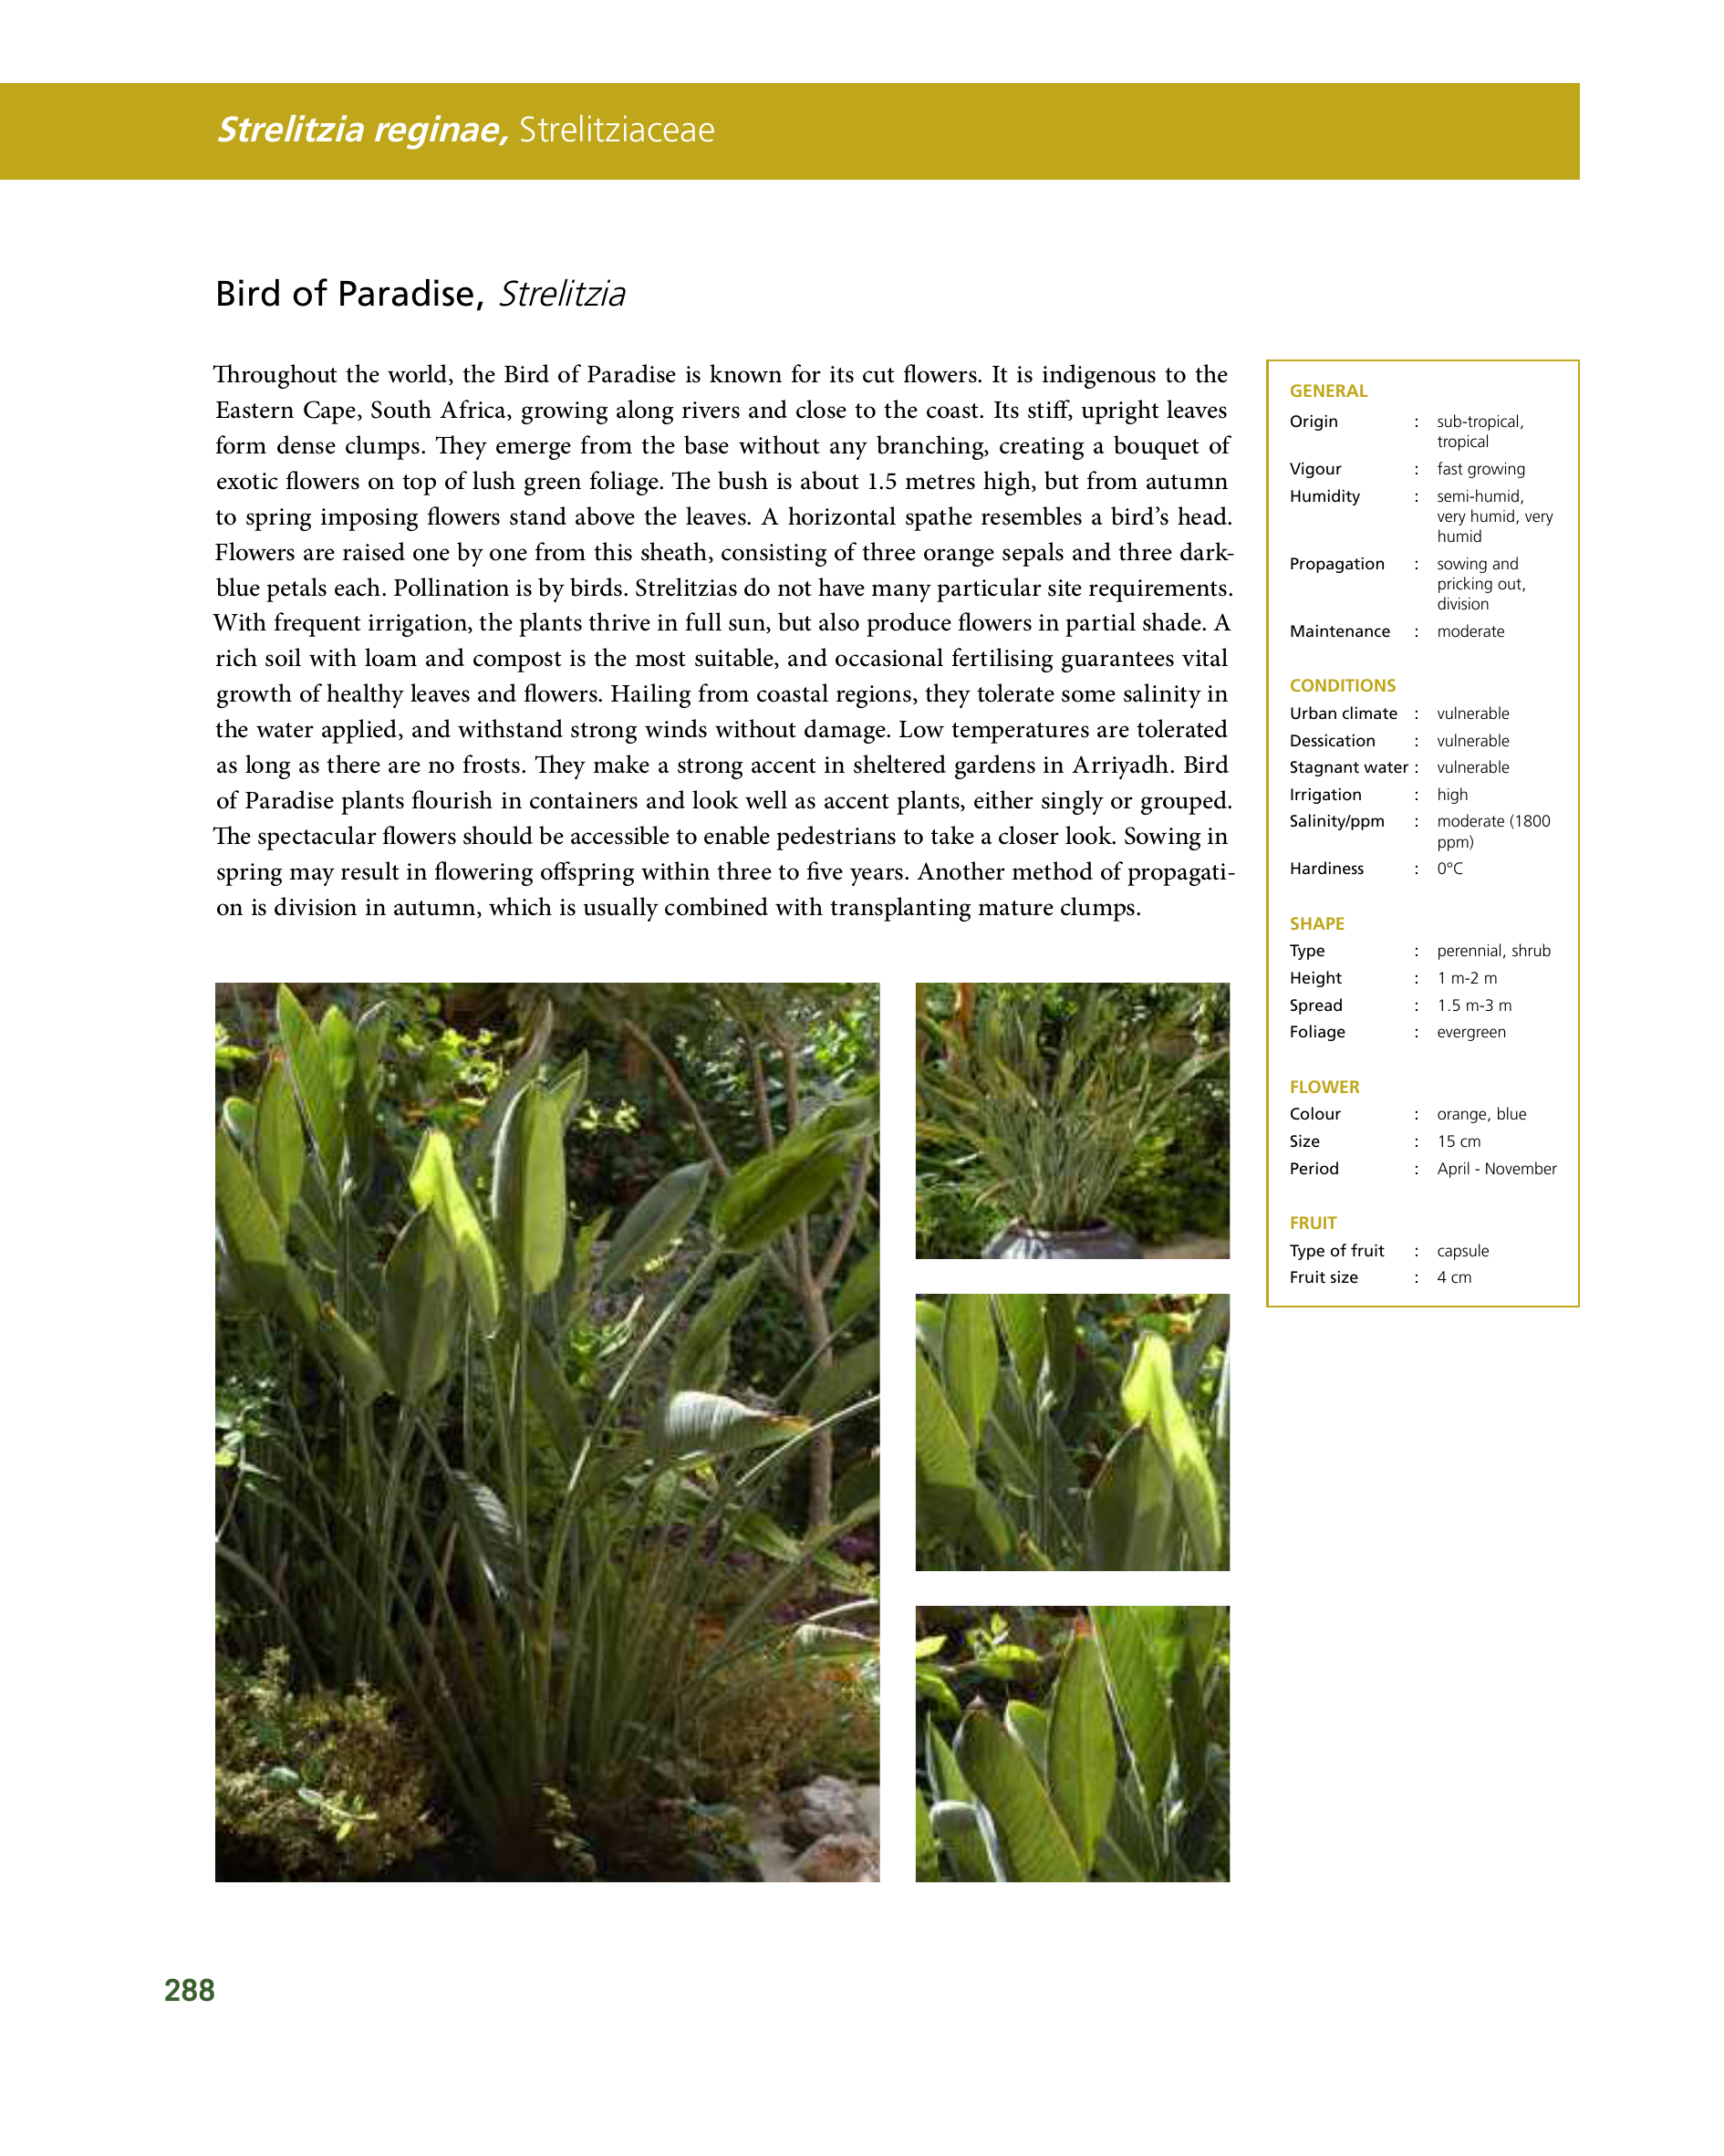 Strelitzia reginae, Strelitziaceae
Bird of Paradise, Strelitzia
Throughout the world, the Bird of Paradise is known for its cut flowers. It is indigenous to the
Eastern Cape, South Africa, growing along rivers and close to the coast. Its stiff, upright leaves
form dense clumps. They emerge from the base without any branching, creating a bouquet of
exotic flowers on top of lush green foliage. The bush is about 1.5 metres high, but from autumn
to spring imposing flowers stand above the leaves. A horizontal spathe resembles a bird’s head.
Flowers are raised one by one from this sheath, consisting of three orange sepals and three dark-
blue petals each. Pollination is by birds. Strelitzias do not have many particular site requirements.
With frequent irrigation, the plants thrive in full sun, but also produce flowers in partial shade. A
rich soil with loam and compost is the most suitable, and occasional fertilising guarantees vital
growth of healthy leaves and flowers. Hailing from coastal regions, they tolerate some salinity in
the water applied, and withstand strong winds without damage. Low temperatures are tolerated
as long as there are no frosts. They make a strong accent in sheltered gardens in Arriyadh. Bird
of Paradise plants flourish in containers and look well as accent plants, either singly or grouped.
The spectacular flowers should be accessible to enable pedestrians to take a closer look. Sowing in
spring may result in flowering offspring within three to five years. Another method of propagati-
on is division in autumn, which is usually combined with transplanting mature clumps.
GENERAL
Origin : sub-tropical,
tropical
Vigour : fast growing
Humidity : semi-humid,
very humid, very
humid
Propagation : sowing and
pricking out,
division
Maintenance : moderate
CONDITIONS
Urban climate : vulnerable
Dessication : vulnerable
Stagnant water : vulnerable
Irrigation : high
Salinity/ppm : moderate (1800
ppm)
Hardiness : 0°C
SHAPE
Type : perennial, shrub
Height : 1 m-2 m
Spread : 1.5 m-3 m
Foliage : evergreen
FLOWER
Colour : orange, blue
Size : 15 cm
Period : April - November
FRUIT
Type of fruit : capsule
Fruit size : 4 cm
288